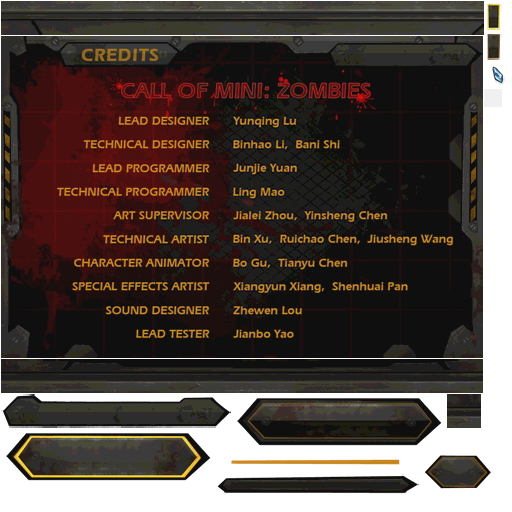 CREDITS
CALL OF MINI: ZOMBIES
LEAD DESIGNER Yunqing Lu
TECHNICAL DESIGNER Binhao Li, Bani Shi
LEAD PROGRAMMER Junjie Yuan
TECHNICAL PROGRAMMER Ling Mao
ART SUPERVISOR Jialei Zhou, Yinsheng Chen
TECHNICAL ARTIST Bin Xu, Ruichao Chen, Jiusheng Wang
CHARACTER ANIMATOR Bo Gu, Tianyu Chen
SPECIAL EFFECTS ARTIST Xiangyun Xiang, Shenhuai Pan
SOUND DESIGNER Zhewen Lou
LEAD TESTER Jianbo Yao